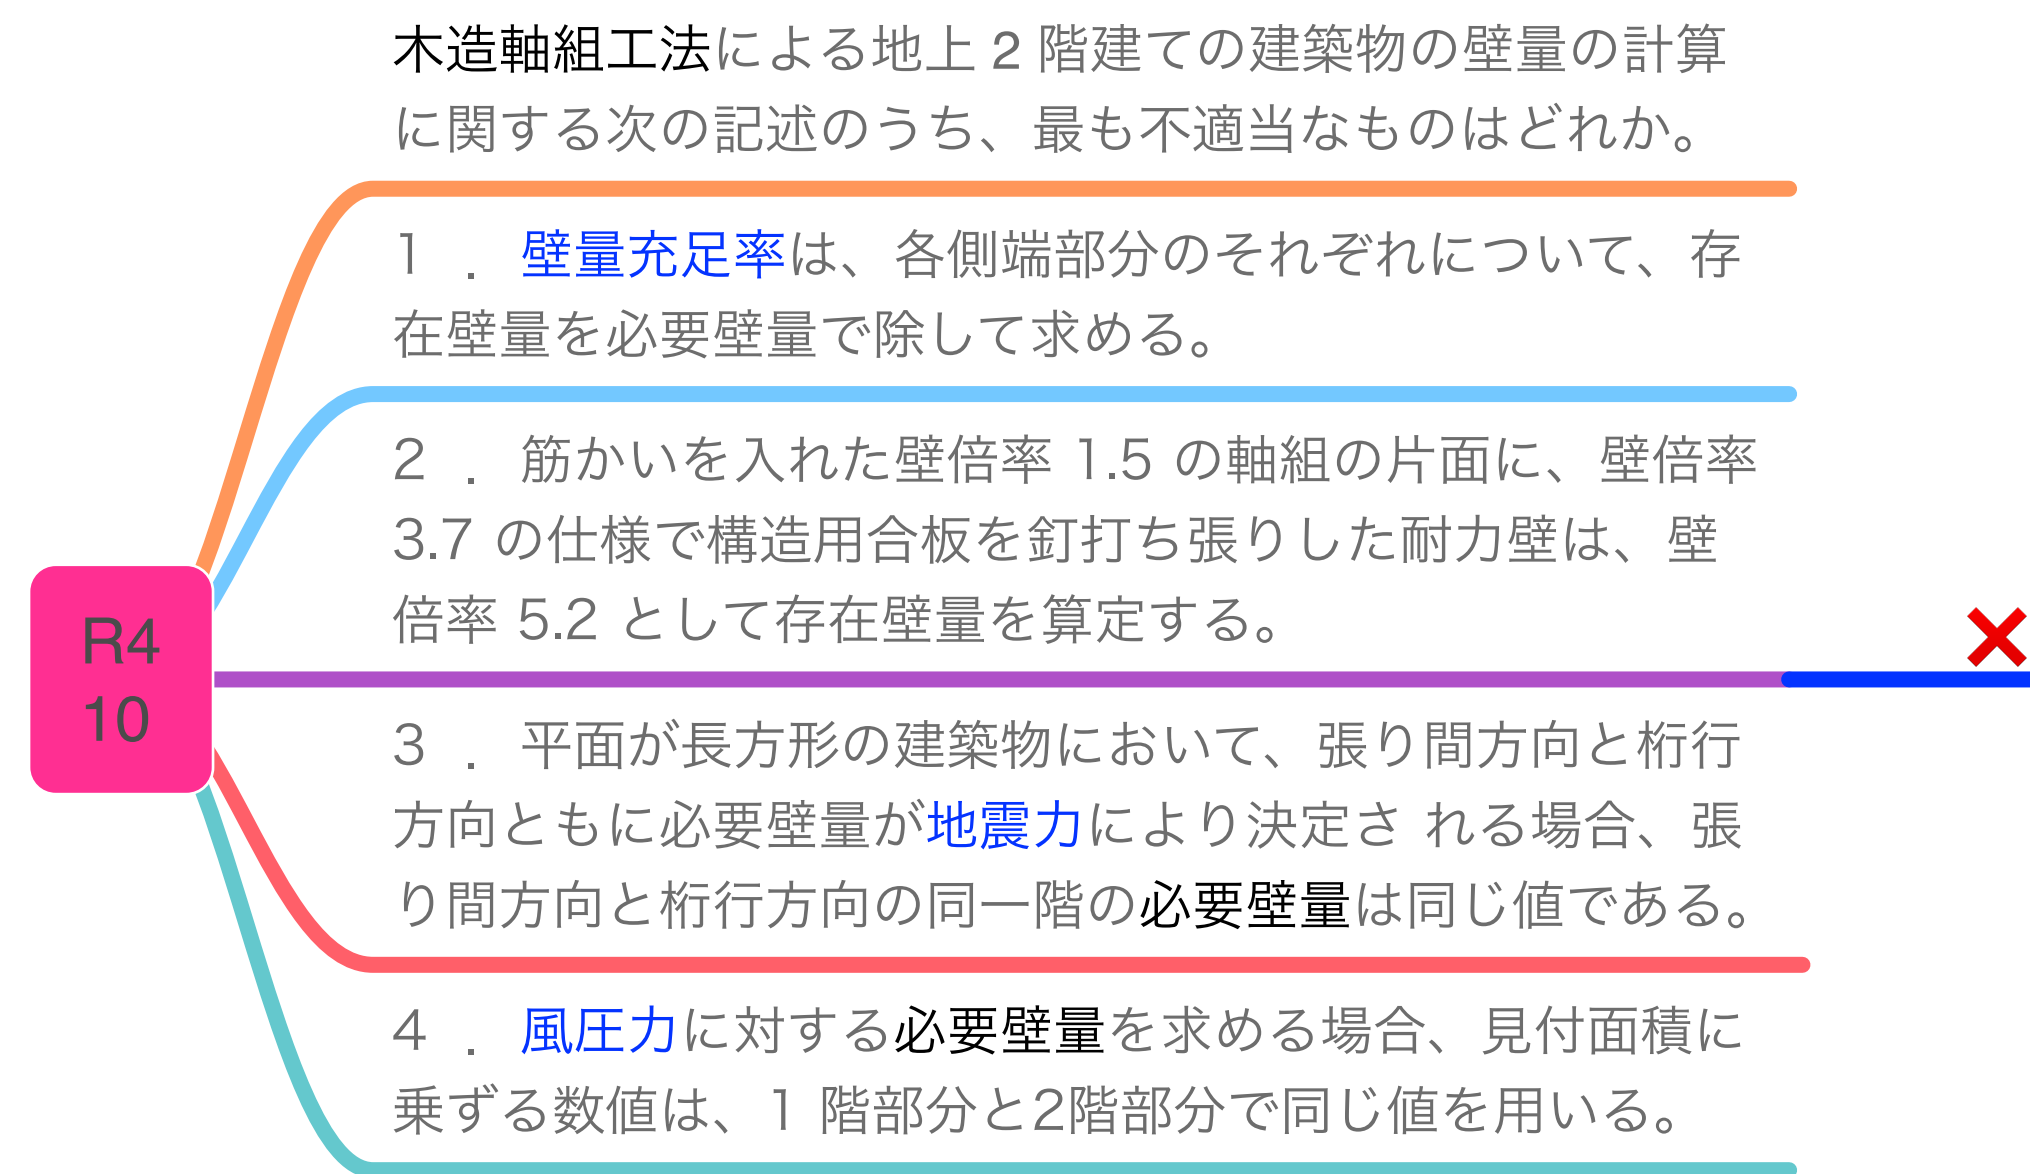 木造軸組工法による地上 2 階建ての建築物の壁量の計算
に関する次の記述のうち、最も不適当なものはどれか。
1 . 壁量充足率は、各側端部分のそれぞれについて、存
在壁量を必要壁量で除して求める。
2 . 筋かいを入れた壁倍率 1.5 の軸組の片面に、壁倍率
3.7 の仕様で構造用合板を釘打ち張りした耐力壁は、壁
倍率 5.2 として存在壁量を算定する。
R4
10
3 . 平面が長方形の建築物において、張り間方向と桁行
方向ともに必要壁量が地震力により決定さ れる場合、張
り間方向と桁行方向の同一階の必要壁量は同じ値である。
4 . 風圧力に対する必要壁量を求める場合、見付面積に
乗ずる数値は、1 階部分と2階部分で同じ値を用いる。